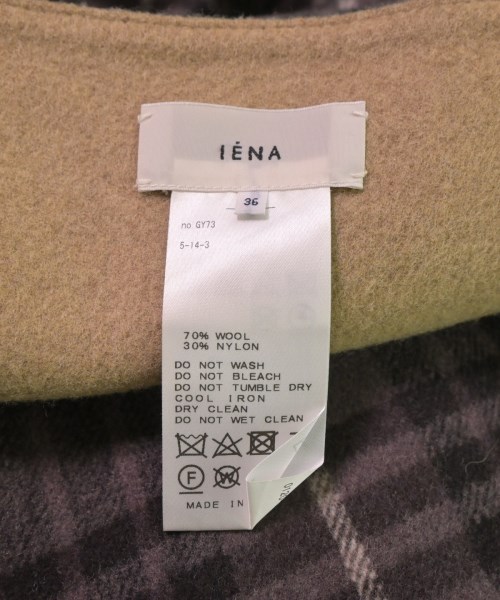 IÉNA
36
no GY73
5-14-3
70% WOOL
30% NYLON
DO NOT WASH
DO NOT BLEACH
DO NOT TUMBLE DRY
COOL IRON
DRY CLEAN
DO NOT WET CLEAN
F
W
MADE IN